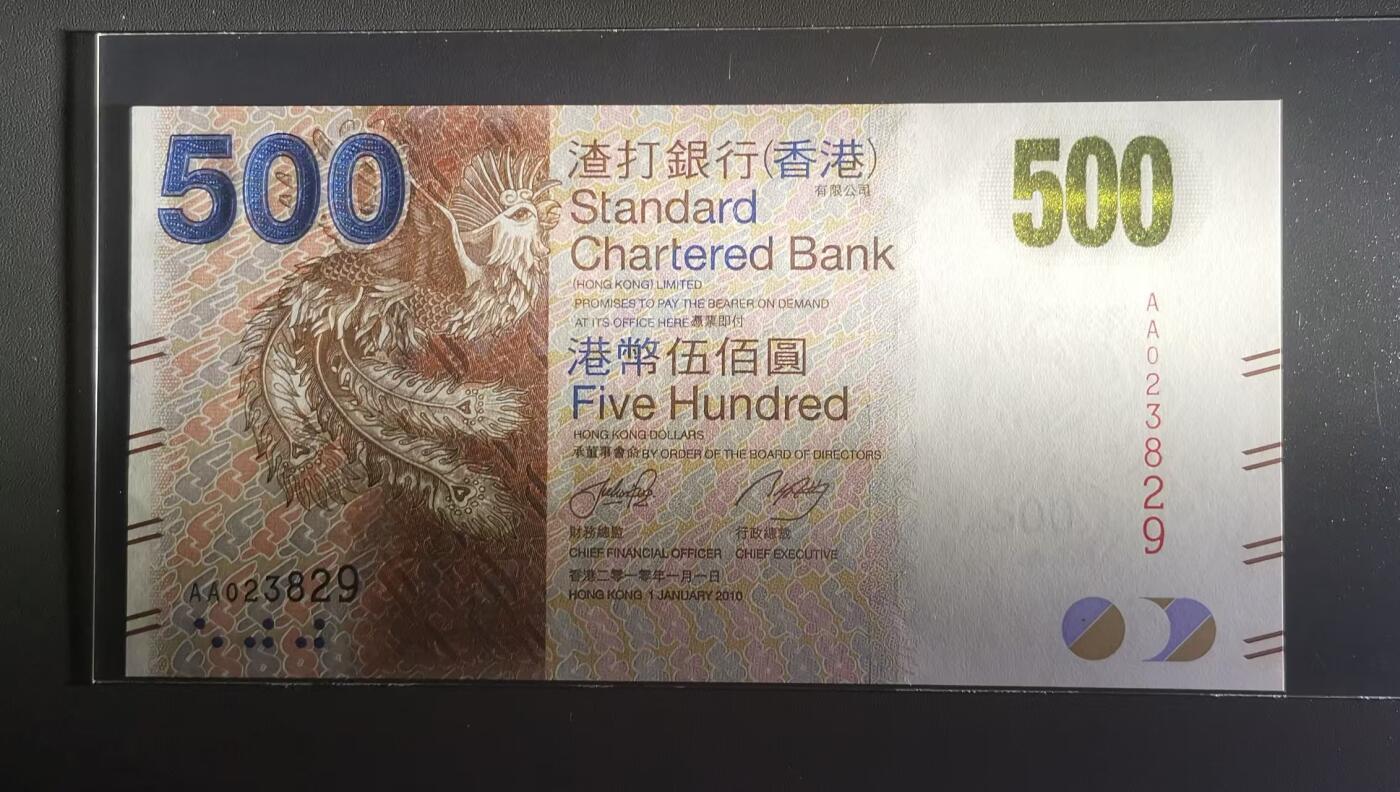 500
渣打銀行(香港)
有限公司
Standard
Chartered Bank
(HONG KONG) LIMITED
PROMISES TO PAY THE BEARER ON DEMAND
AT ITS OFFICE HERE 憑票即付
港幣伍佰圓
Five Hundred
HONG KONG DOLLARS
承董事會命 BY ORDER OF THE BOARD OF DIRECTORS
財務總監 行政總裁
CHIEF FINANCIAL OFFICER CHIEF EXECUTIVE
香港二零一零年一月一日
HONG KONG 1 JANUARY 2010
AA023829
500
AA023829